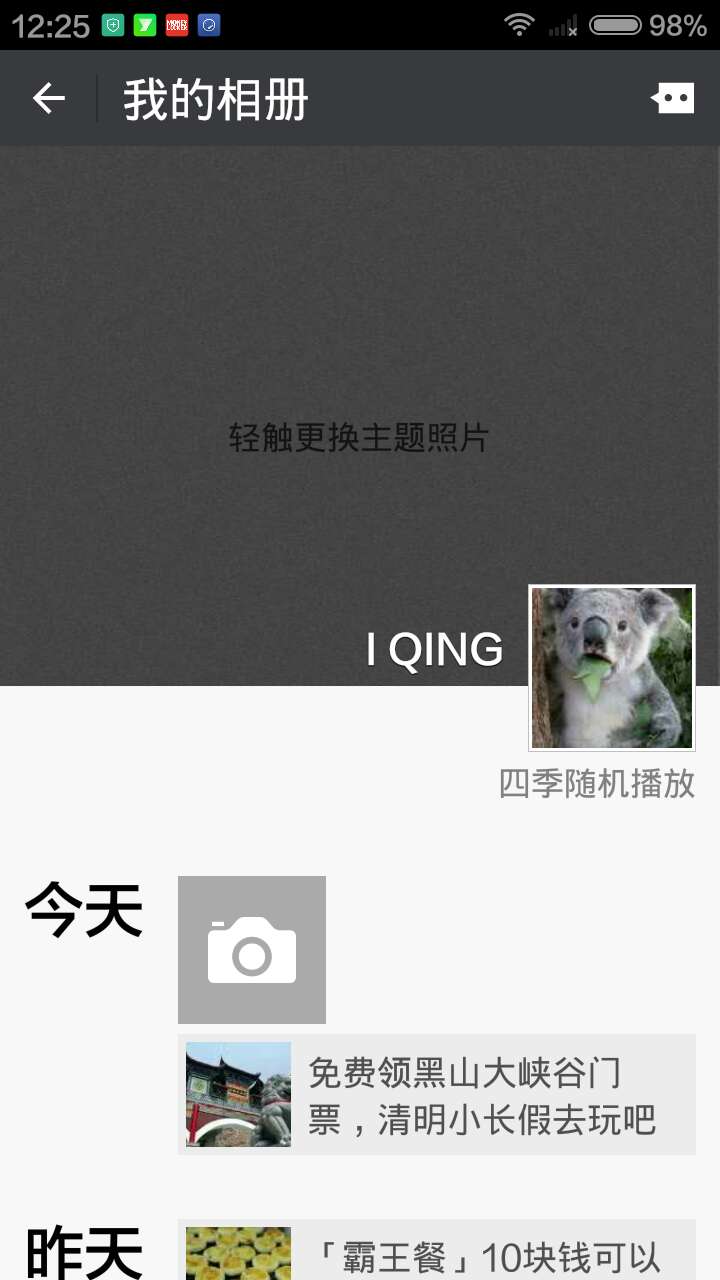 12:25
98%
我的相册
轻触更换主题照片
I QING
四季随机播放
今天
免费领黑山大峡谷门
票，清明小长假去玩吧
昨天
「霸王餐」10块钱可以